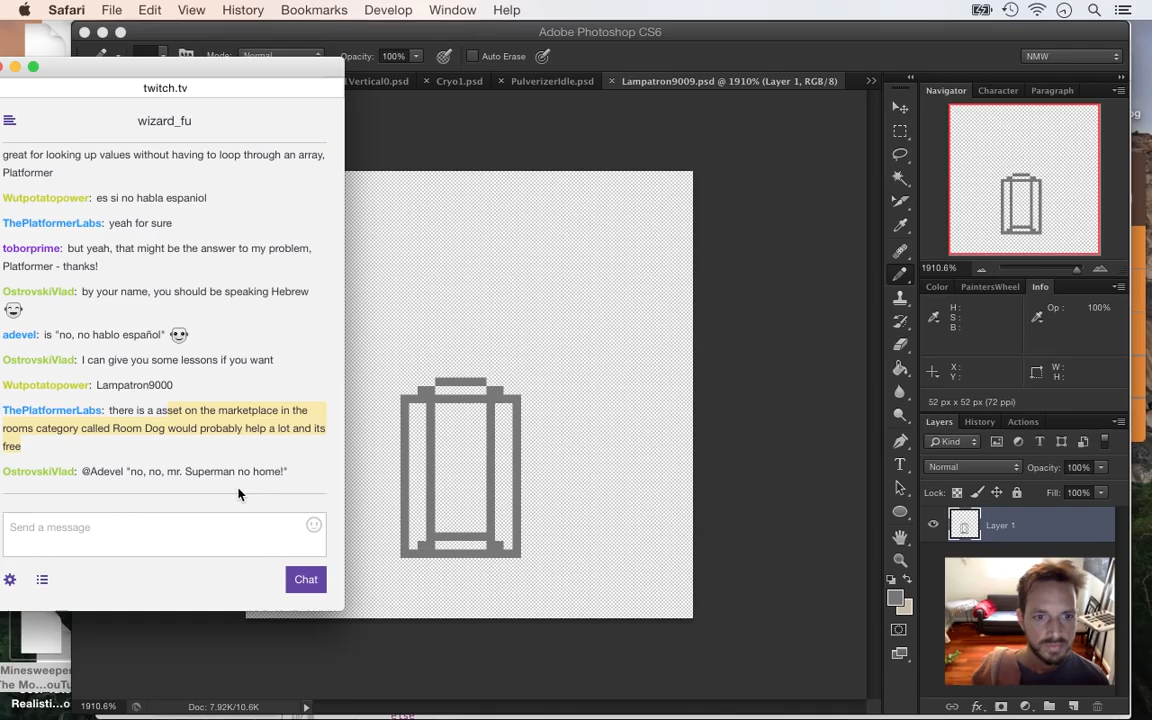 Safari File Edit View History Bookmarks Develop Window Help
Adobe Photoshop CS6
Mode: Normal Opacity: 100% Auto Erase NMW
1Vertical0.psd × Cryo1.psd × PulverizerIdle.psd × Lampatron9009.psd @ 1910% (Layer 1, RGB/8)
twitch.tv
wizard_fu
great for looking up values without having to loop through an array,
Platformer
Wutpotatopower: es si no habla espaniol
ThePlatformerLabs: yeah for sure
toborprime: but yeah, that might be the answer to my problem,
Platformer - thanks!
OstrovskiVlad: by your name, you should be speaking Hebrew
adevel: is "no, no hablo español"
OstrovskiVlad: I can give you some lessons if you want
Wutpotatopower: Lampatron9000
ThePlatformerLabs: there is a asset on the marketplace in the
rooms category called Room Dog would probably help a lot and its
free
OstrovskiVlad: @Adevel "no, no, mr. Superman no home!"
Send a message
Chat
Navigator Character Paragraph
1910.6%
Color PaintersWheel Info
H: Op: 100%
S:
B:
X: W:
Y: H:
52 px x 52 px (72 ppi)
Layers History Actions
Kind
Normal Opacity: 100%
Lock: Fill: 100%
Layer 1
Minesweeper
The Mo...ouTu
Realisti...
1910.6% Doc: 7.92K/10.6K
else